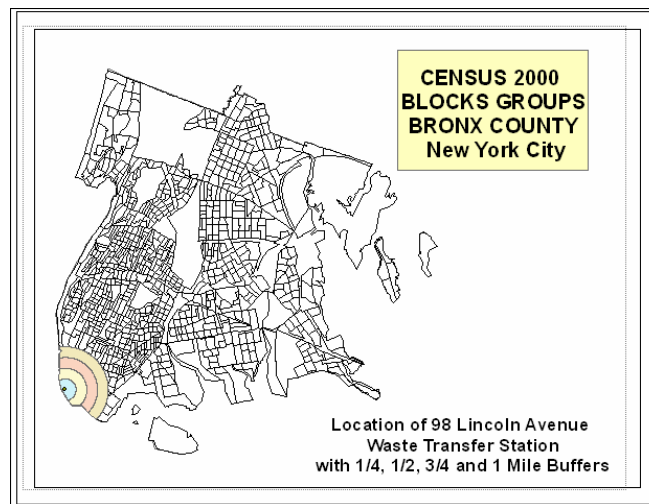 CENSUS 2000
BLOCKS GROUPS
BRONX COUNTY
New York City
Location of 98 Lincoln Avenue
Waste Transfer Station
with 1/4, 1/2, 3/4 and 1 Mile Buffers